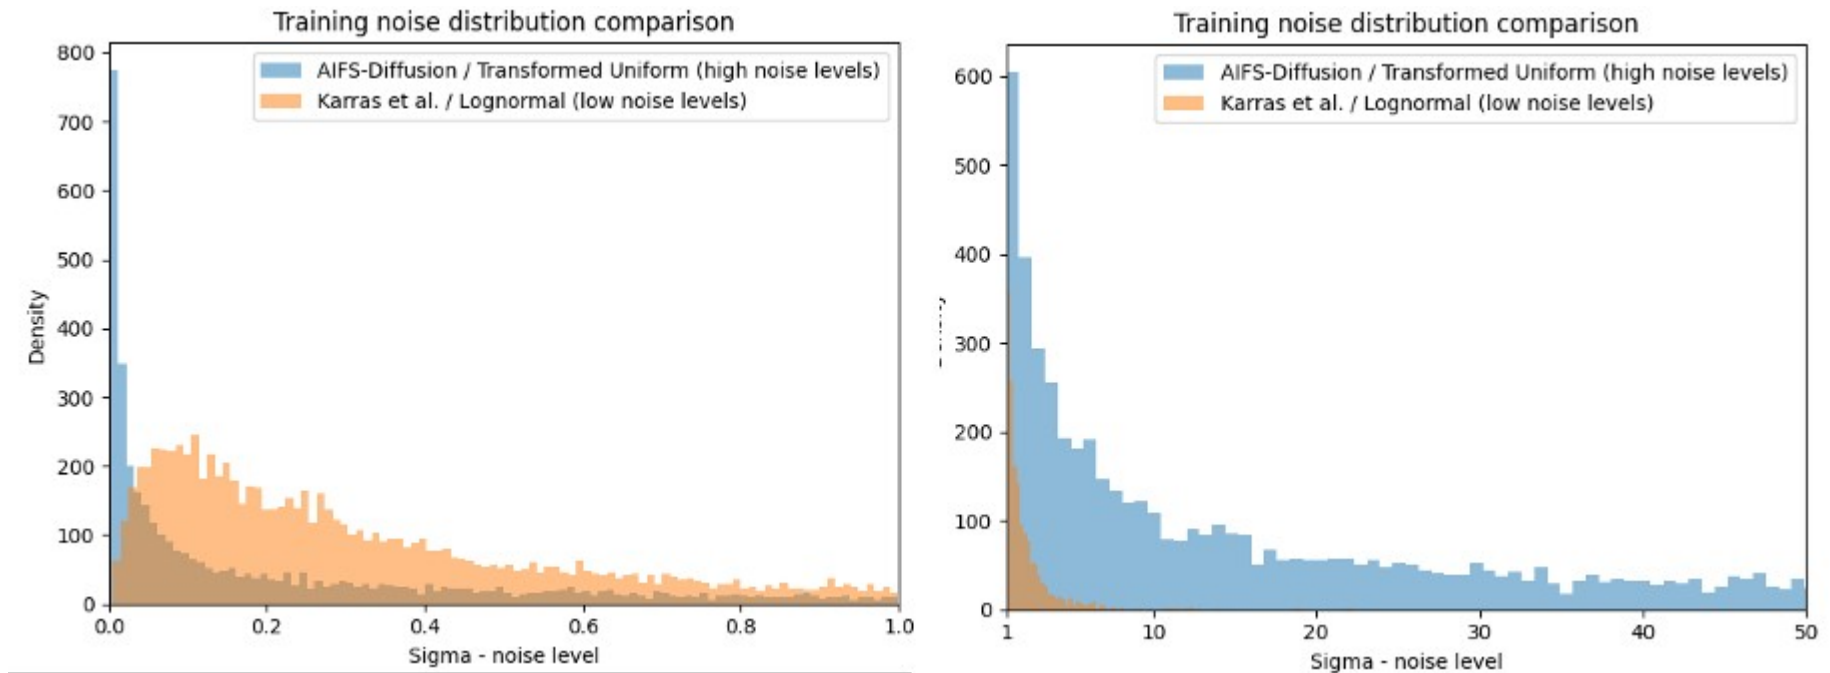 Training noise distribution comparison
AIFS-Diffusion / Transformed Uniform (high noise levels)
Karras et al. / Lognormal (low noise levels)
800
700
600
500
400
300
200
100
0
Density
0.0 0.2 0.4 0.6 0.8 1.0
Sigma - noise level
Training noise distribution comparison
AIFS-Diffusion / Transformed Uniform (high noise levels)
Karras et al. / Lognormal (low noise levels)
600
500
400
300
200
100
0
1 10 20 30 40 50
Sigma - noise level